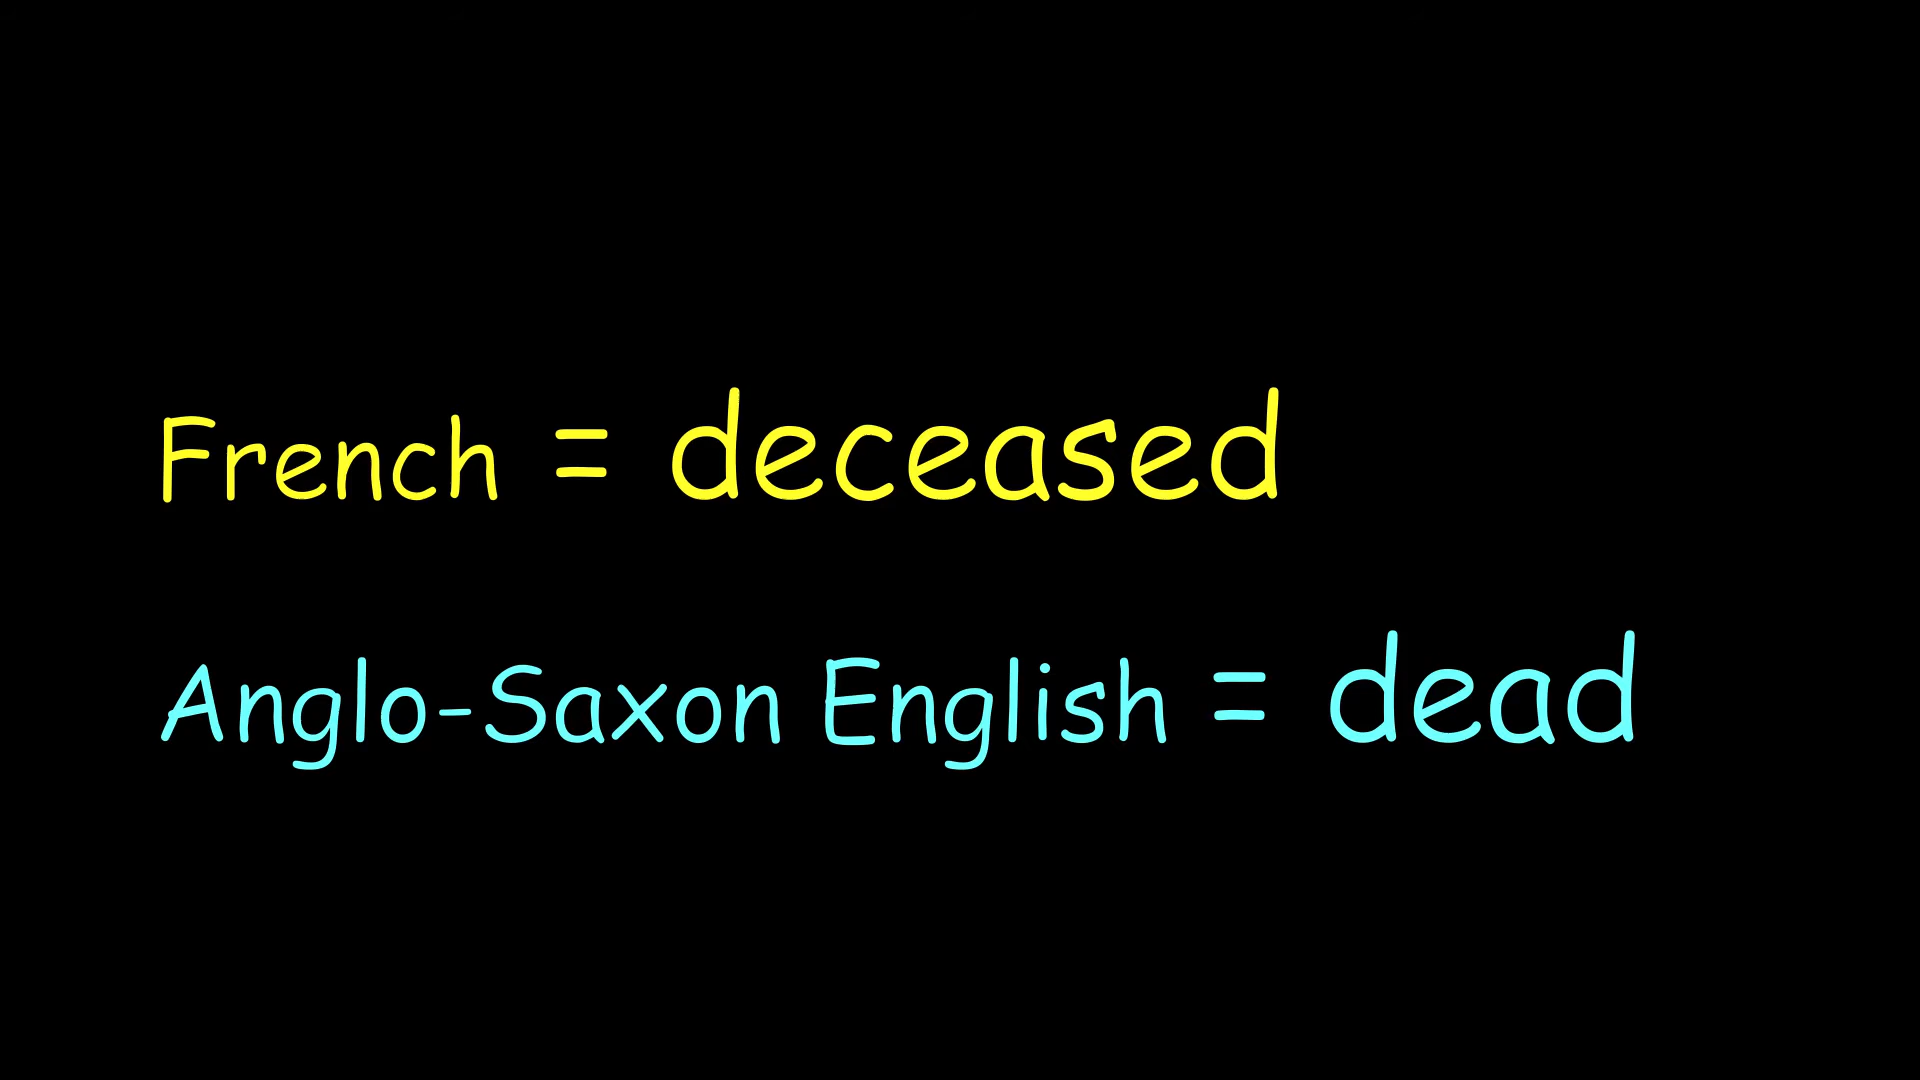 French = deceased
Anglo-Saxon English = dead